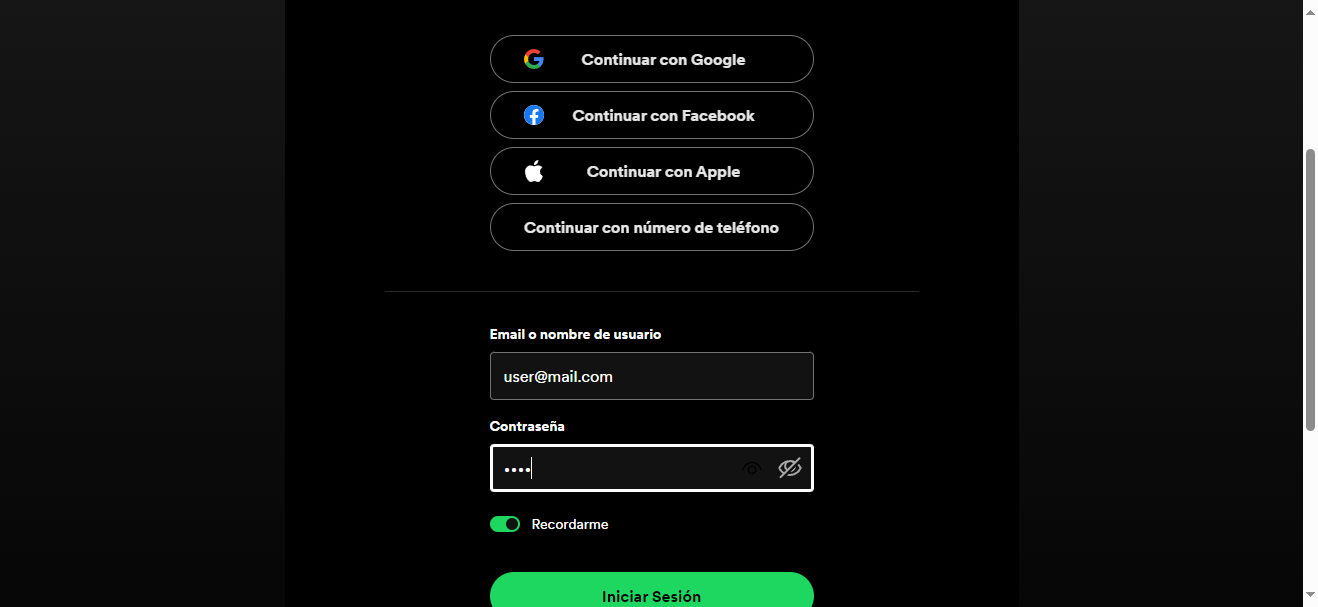 Continuar con Google
Continuar con Facebook
Continuar con Apple
Continuar con número de teléfono
Email o nombre de usuario
user@mail.com
Contraseña
••••
Recordarme
Iniciar Sesión